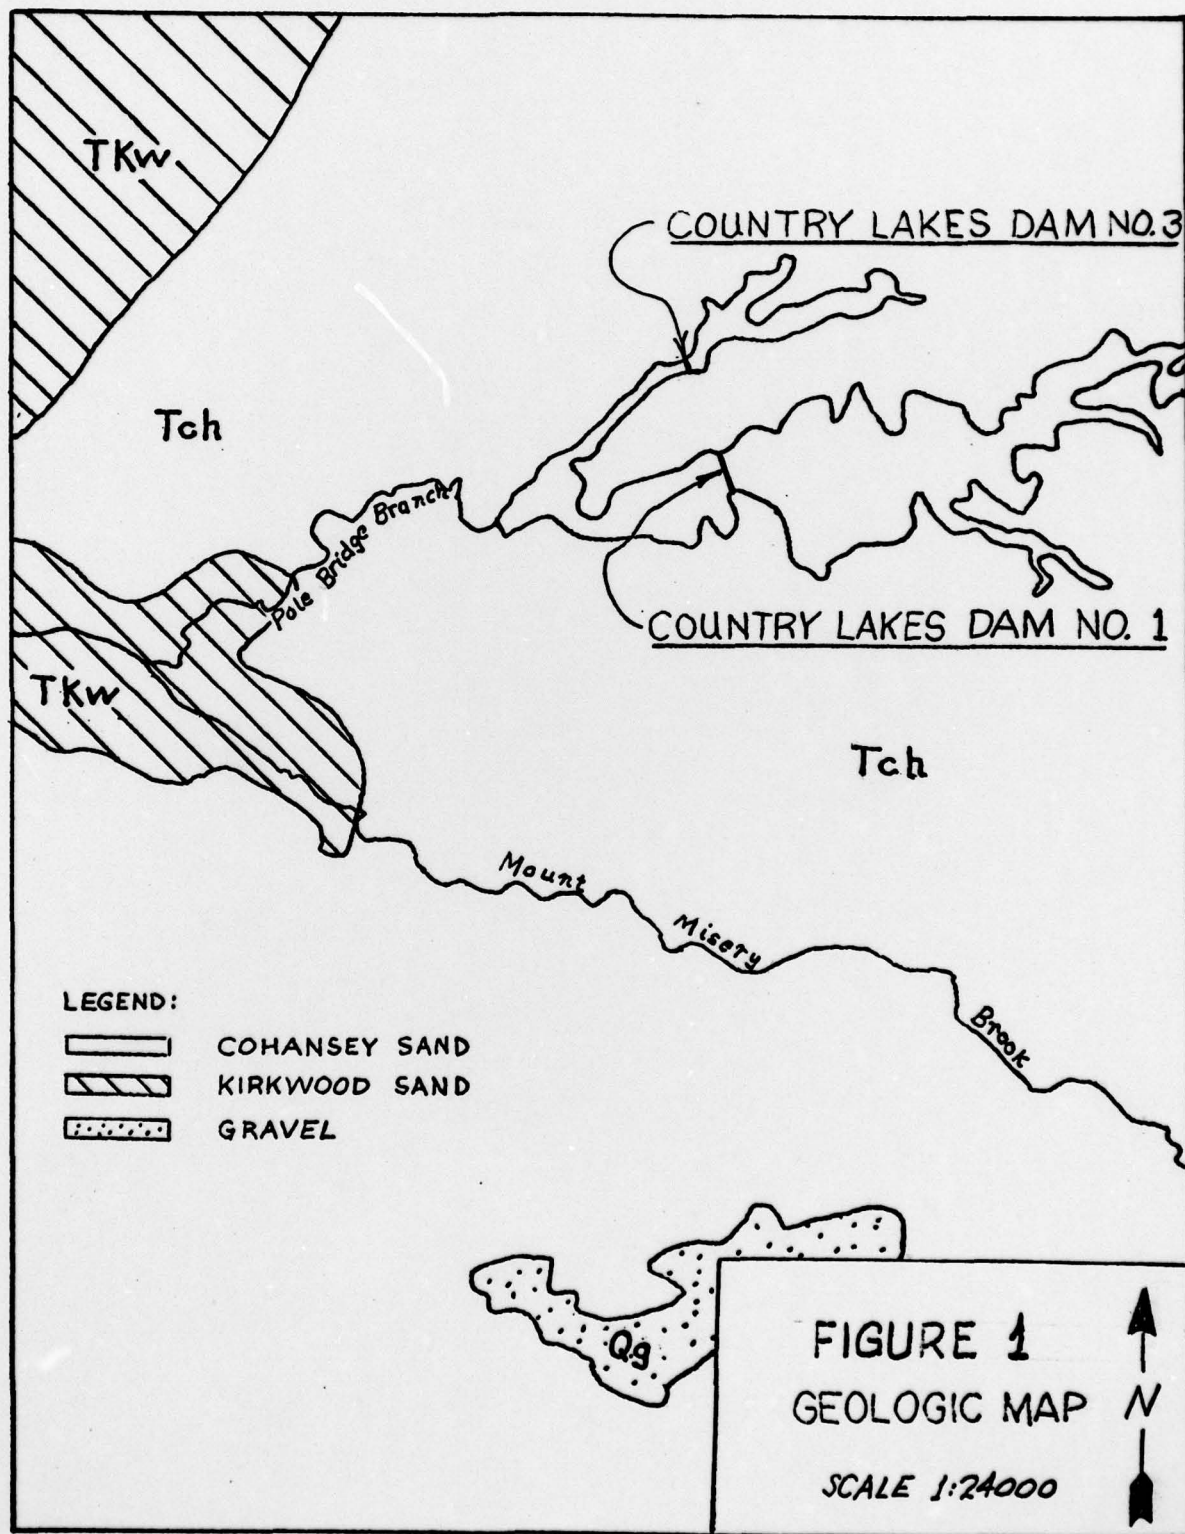 TKw
COUNTRY LAKES DAM NO. 3
Tch
Pole Bridge Branch
COUNTRY LAKES DAM NO. 1
TKw
Tch
Mount
Misery
Brook
LEGEND:
COHANSEY SAND
KIRKWOOD SAND
GRAVEL
Qg
FIGURE 1
GEOLOGIC MAP
N
SCALE 1:24000